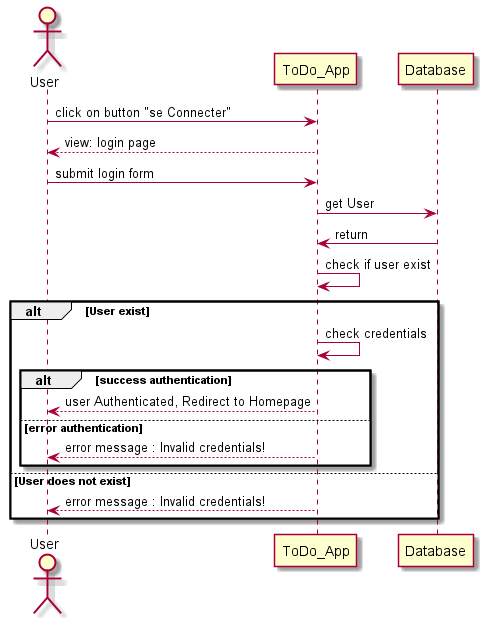 User
ToDo_App
Database
click on button "se Connecter"
view: login page
submit login form
get User
return
check if user exist
alt [User exist]
check credentials
alt [success authentication]
user Authenticated, Redirect to Homepage
[error authentication]
error message : Invalid credentials!
[User does not exist]
error message : Invalid credentials!
User
ToDo_App
Database